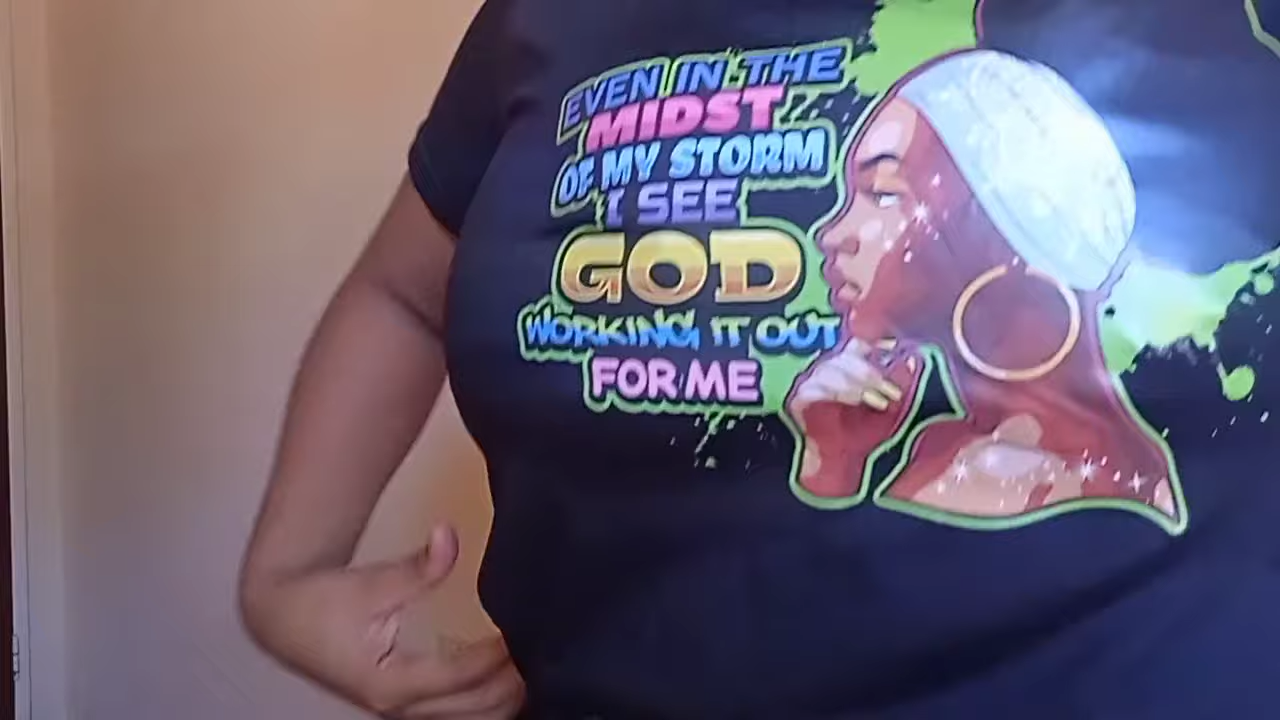 EVEN IN THE
MIDST
OF MY STORM
I SEE
GOD
WORKING IT OUT
FOR ME